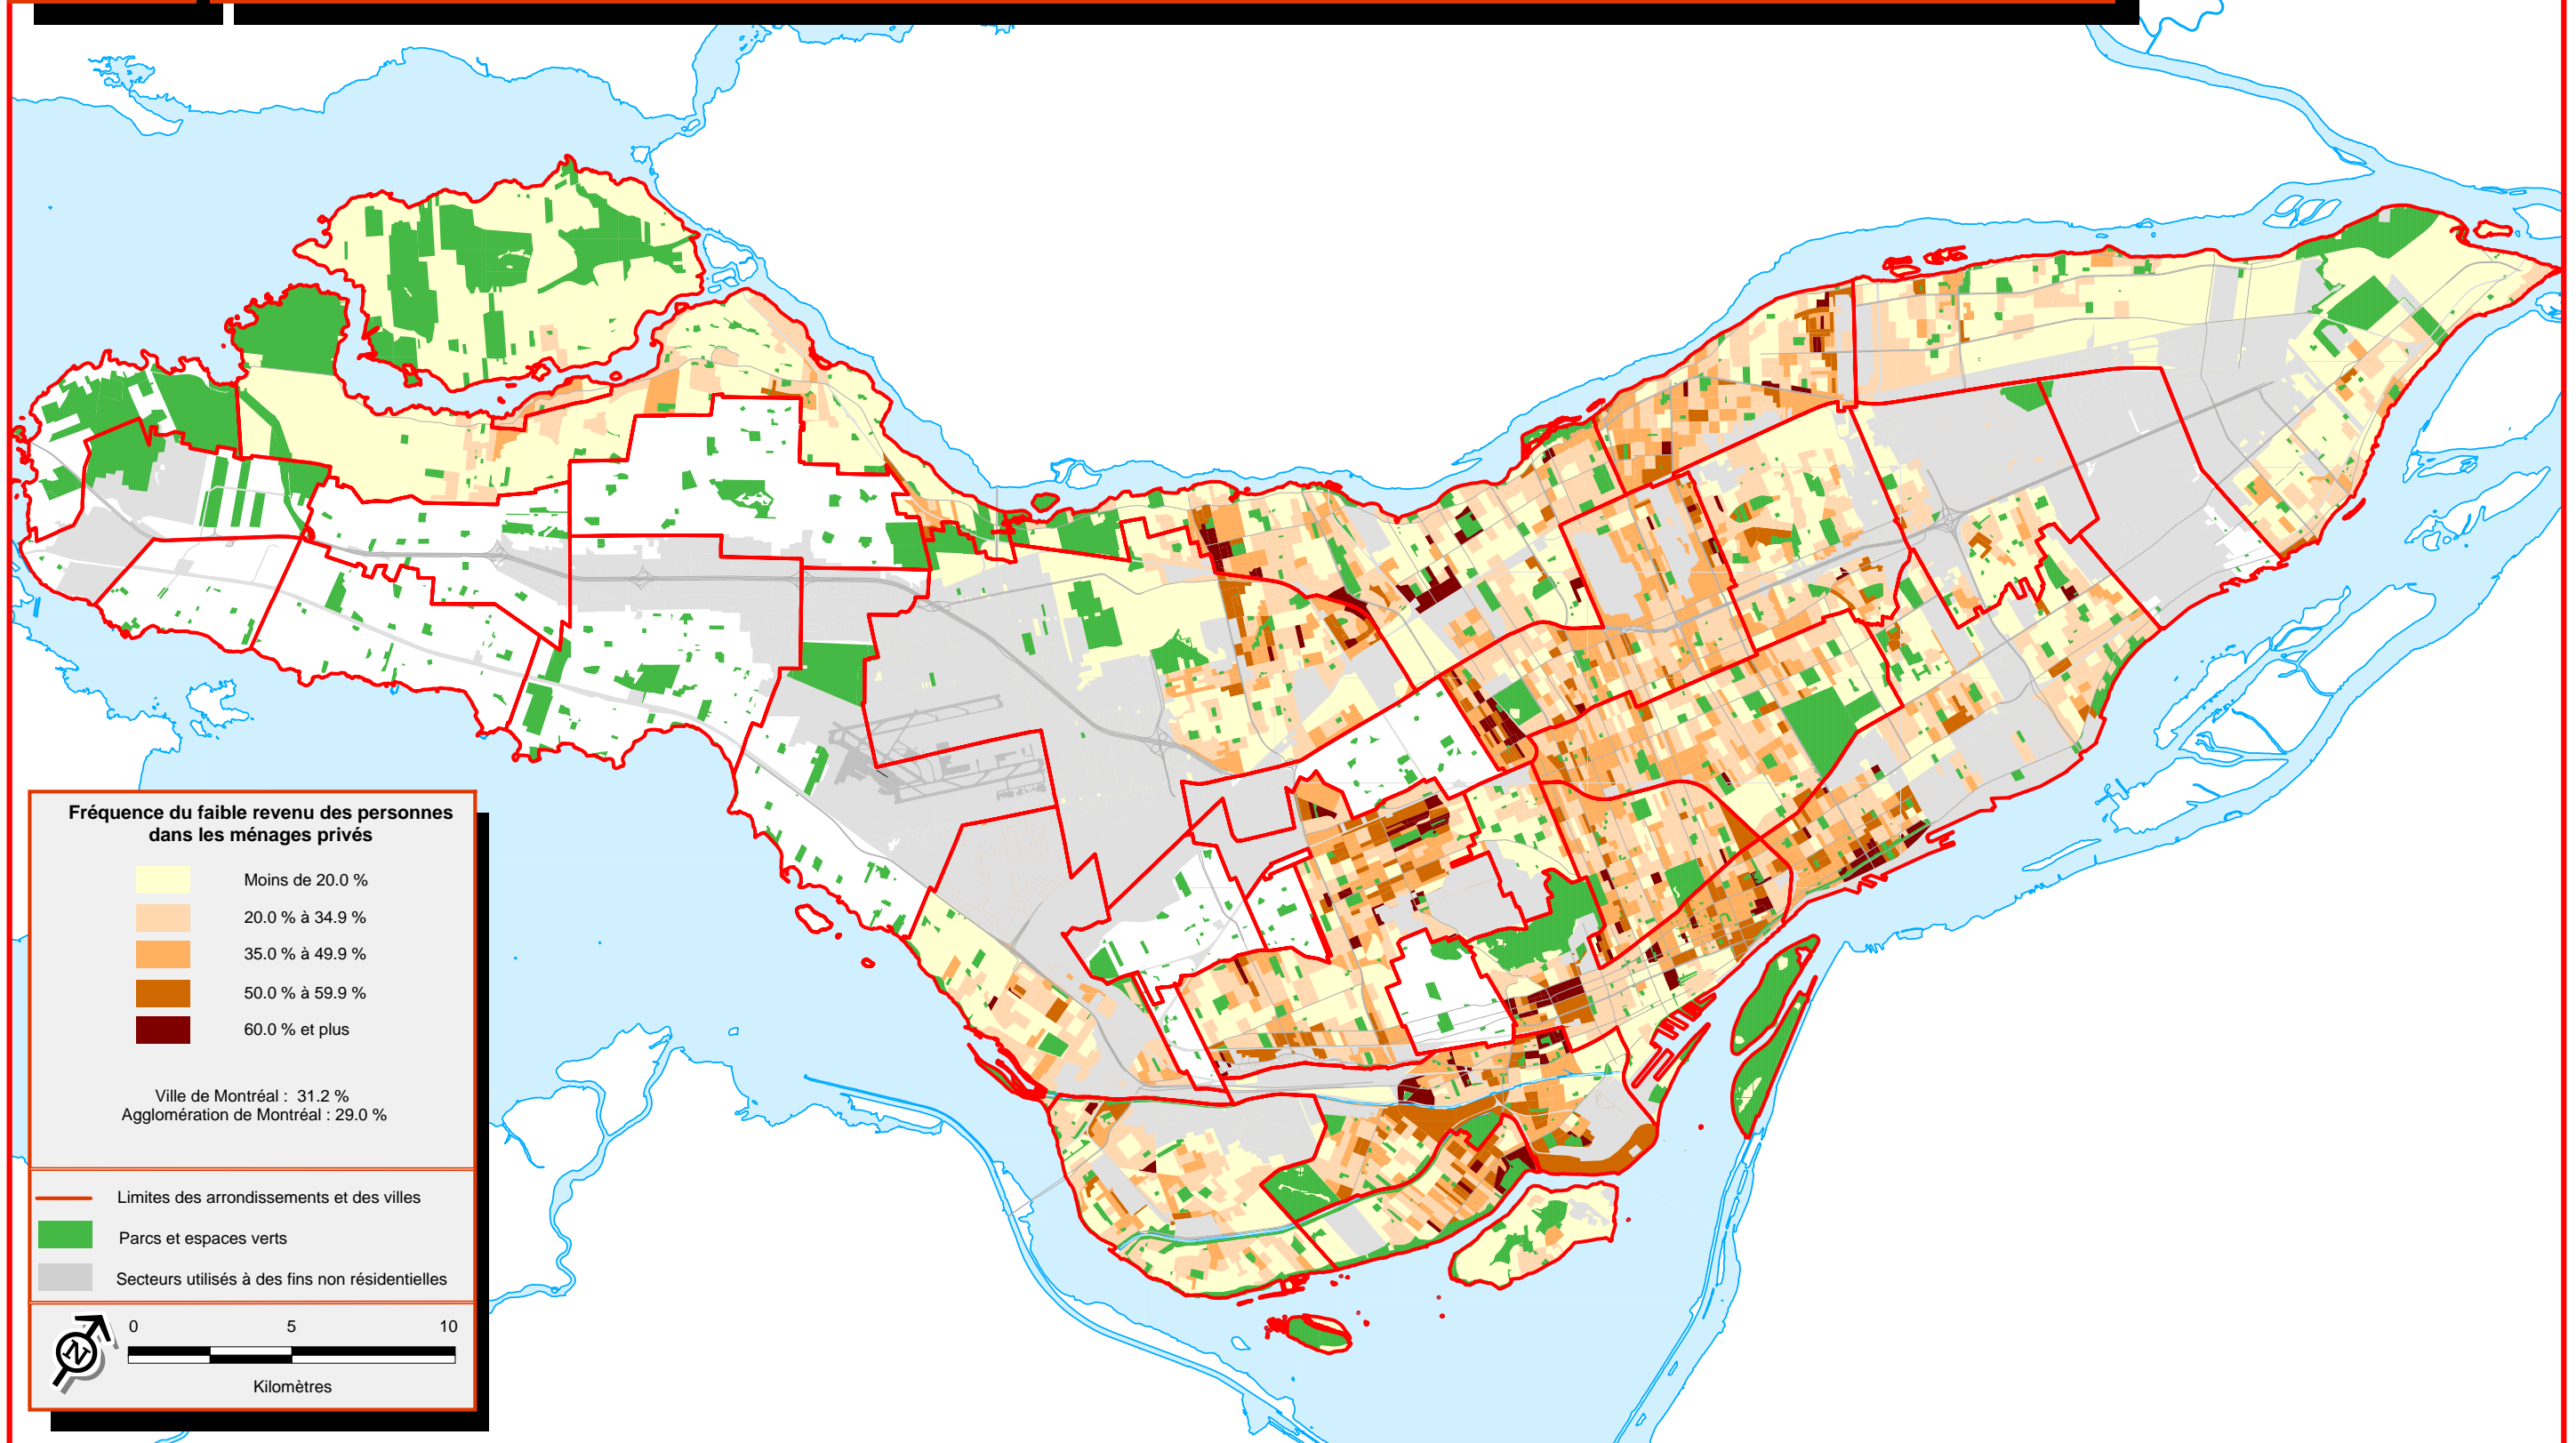 Fréquence du faible revenu des personnes
dans les ménages privés
Moins de 20.0 %
20.0 % à 34.9 %
35.0 % à 49.9 %
50.0 % à 59.9 %
60.0 % et plus
Ville de Montréal : 31.2 %
Agglomération de Montréal : 29.0 %
Limites des arrondissements et des villes
Parcs et espaces verts
Secteurs utilisés à des fins non résidentielles
N
0 5 10
Kilomètres